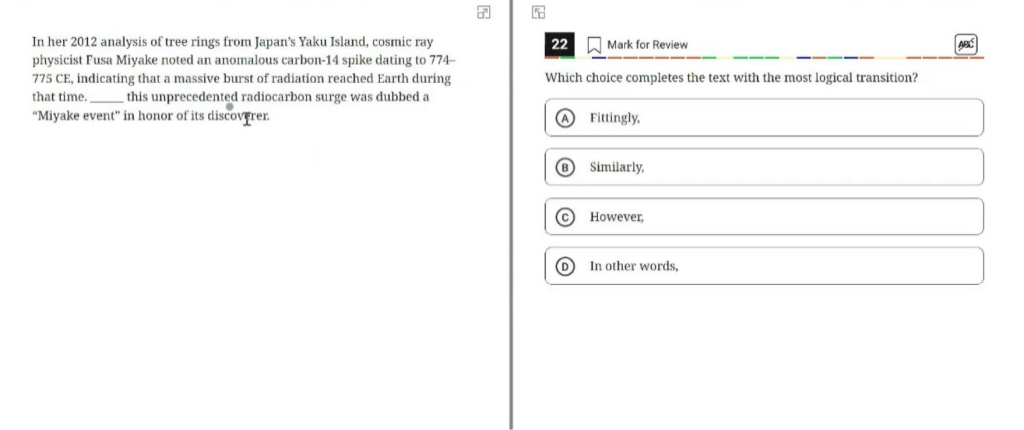 In her 2012 analysis of tree rings from Japan's Yaku Island, cosmic ray
physicist Fusa Miyake noted an anomalous carbon-14 spike dating to 774–
775 CE, indicating that a massive burst of radiation reached Earth during
that time. _____ this unprecedented radiocarbon surge was dubbed a
"Miyake event" in honor of its discoverer.
22 Mark for Review ABC
Which choice completes the text with the most logical transition?
A Fittingly,
B Similarly,
C However,
D In other words,